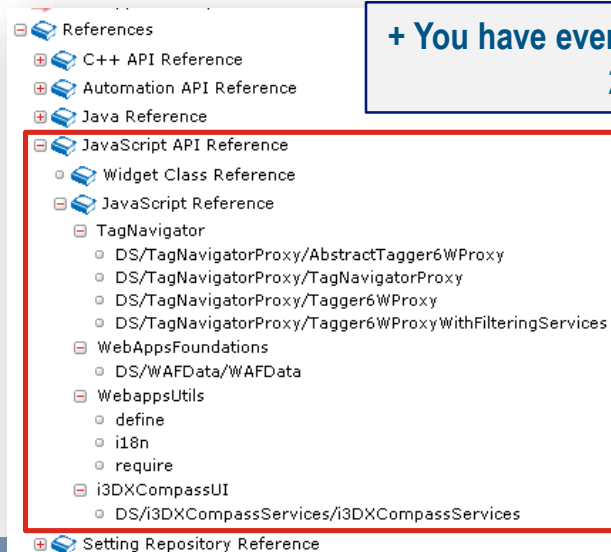 References
C++ API Reference
Automation API Reference
Java Reference
JavaScript API Reference
Widget Class Reference
JavaScript Reference
TagNavigator
DS/TagNavigatorProxy/AbstractTagger6WProxy
DS/TagNavigatorProxy/TagNavigatorProxy
DS/TagNavigatorProxy/Tagger6WProxy
DS/TagNavigatorProxy/Tagger6WProxyWithFilteringServices
WebAppsFoundations
DS/WAFData/WAFData
WebappsUtils
define
i18n
require
i3DXCompassUI
DS/i3DXCompassServices/i3DXCompassServices
Setting Repository Reference
+ You have ever